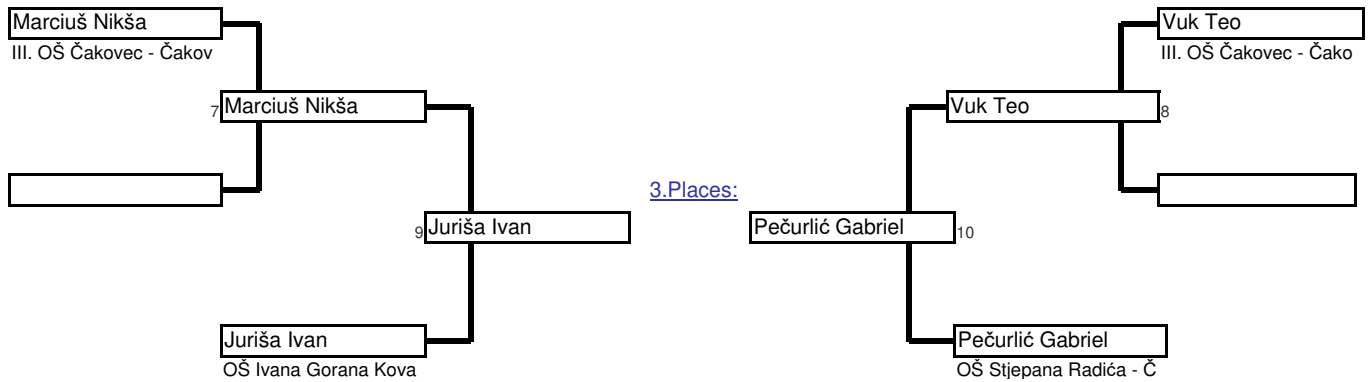 Marciuš Nikša
III. OŠ Čakovec - Čakov
7 Marciuš Nikša
9 Juriša Ivan
Juriša Ivan
OŠ Ivana Gorana Kova
3.Places:
Vuk Teo
III. OŠ Čakovec - Čako
Vuk Teo 8
Pečurlić Gabriel 10
Pečurlić Gabriel
OŠ Stjepana Radića - Č